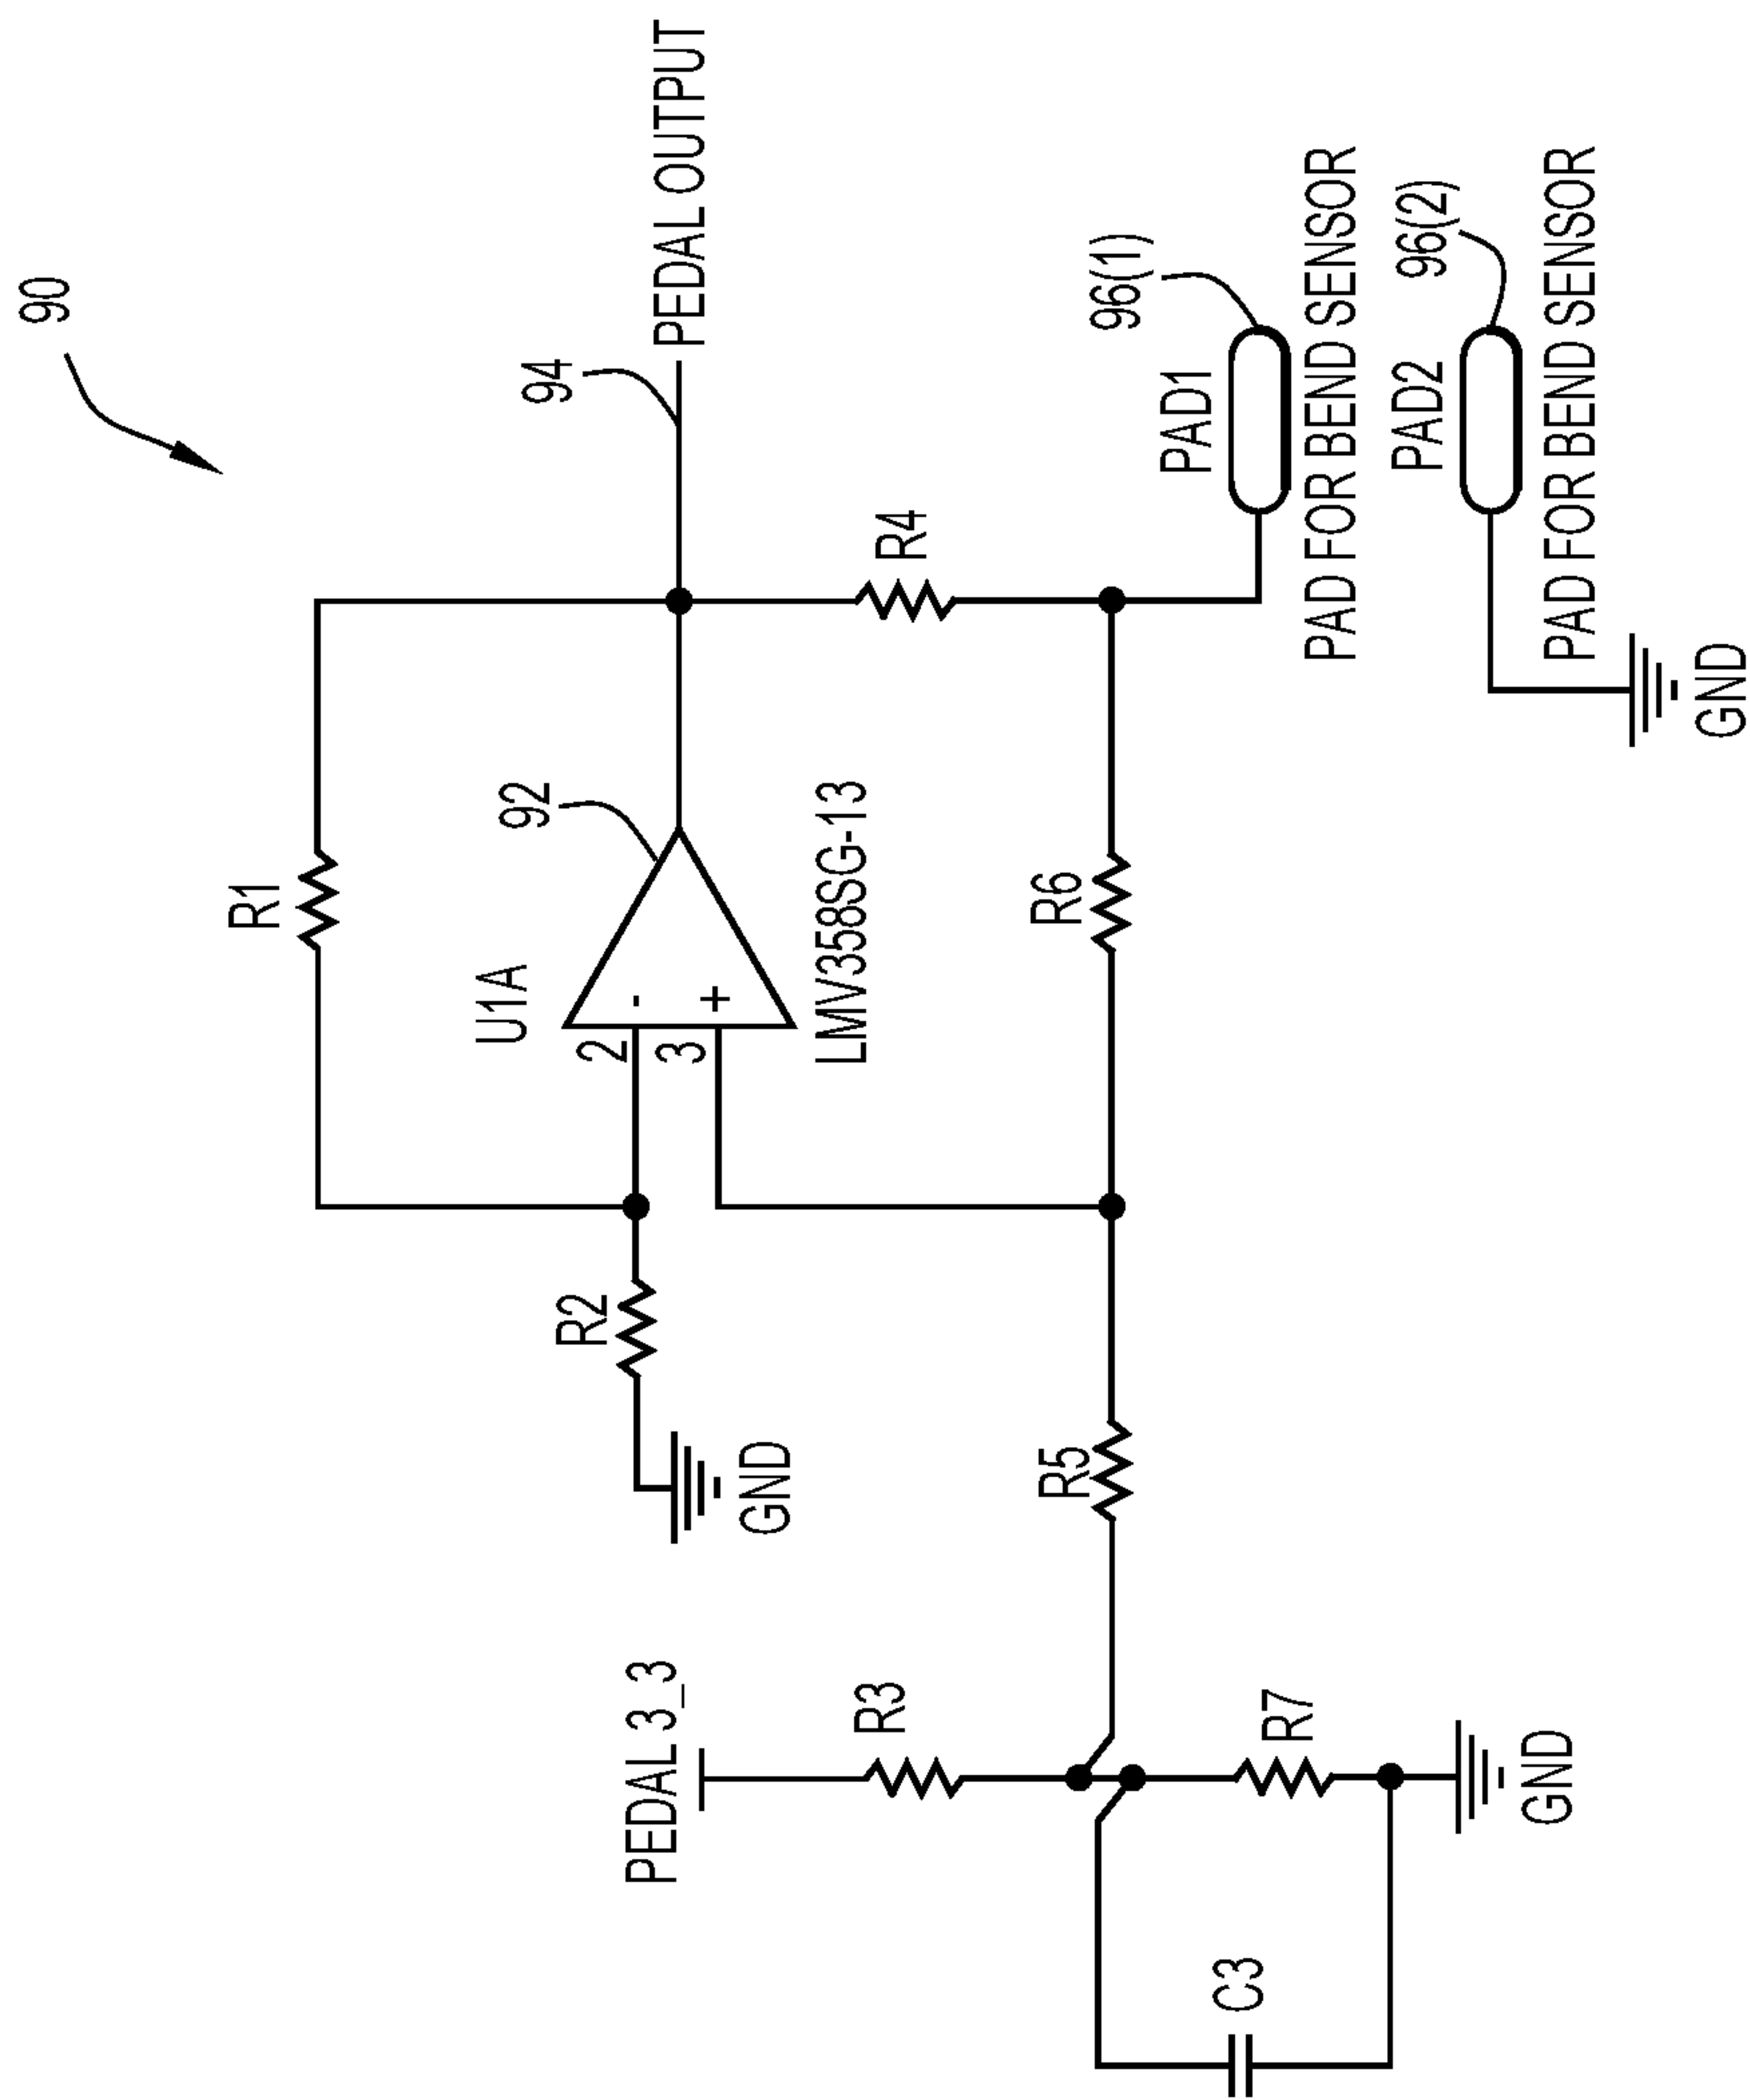 90
94
PEDAL OUTPUT
R1
92
U1A
2
3
-
+
LMV358SG-13
R4
R2
GND
R6
R5
96(1)
PAD1
PAD FOR BEND SENSOR
96(2)
PAD2
PAD FOR BEND SENSOR
GND
PEDAL 3_3
R3
R7
C3
GND